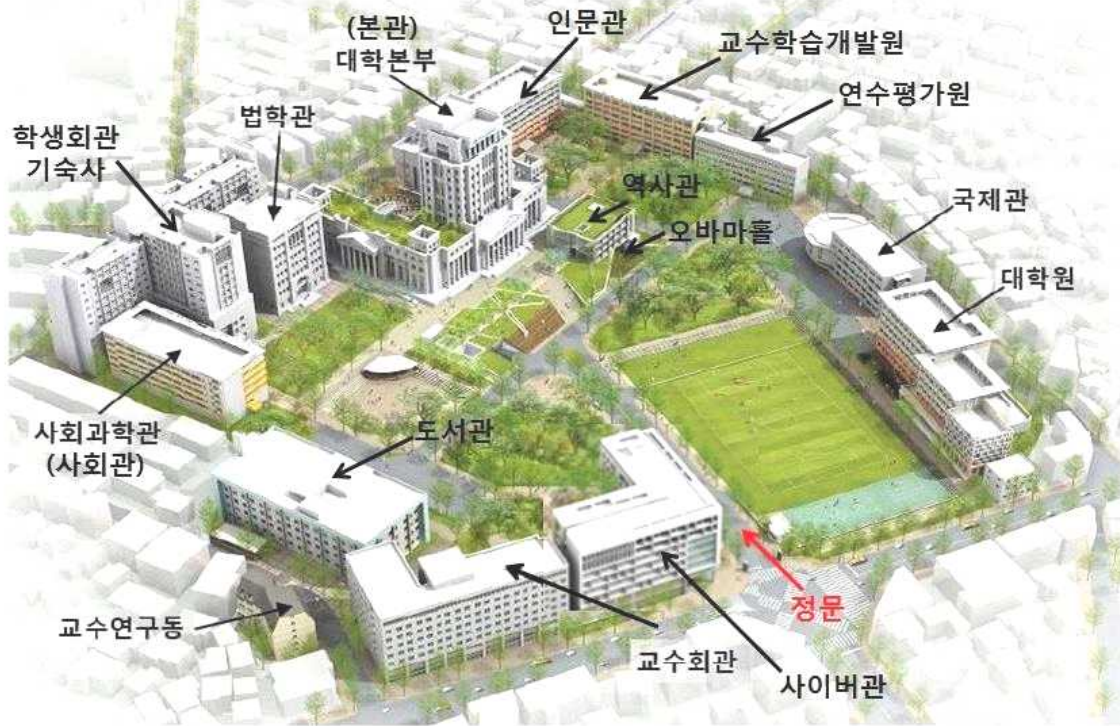 (본관)
대학본부
인문관
교수학습개발원
연수평가원
법학관
학생회관
기숙사
역사관
국제관
오바마홀
대학원
사회과학관
(사회관)
도서관
정문
교수연구동
교수회관
사이버관